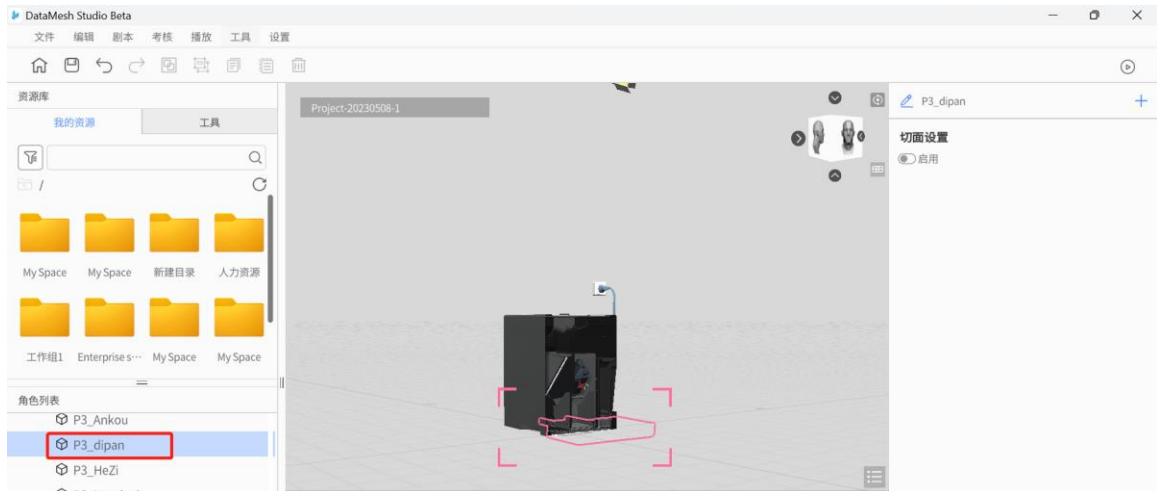 DataMesh Studio Beta
文件 编辑 剧本 考核 播放 工具 设置
资源库
我的资源 工具
/
My Space My Space 新建目录 人力资源
工作组1 Enterprise s··· My Space My Space
角色列表
P3_Ankou
P3_dipan
P3_HeZi
Project-20230508-1
P3_dipan
切面设置
启用